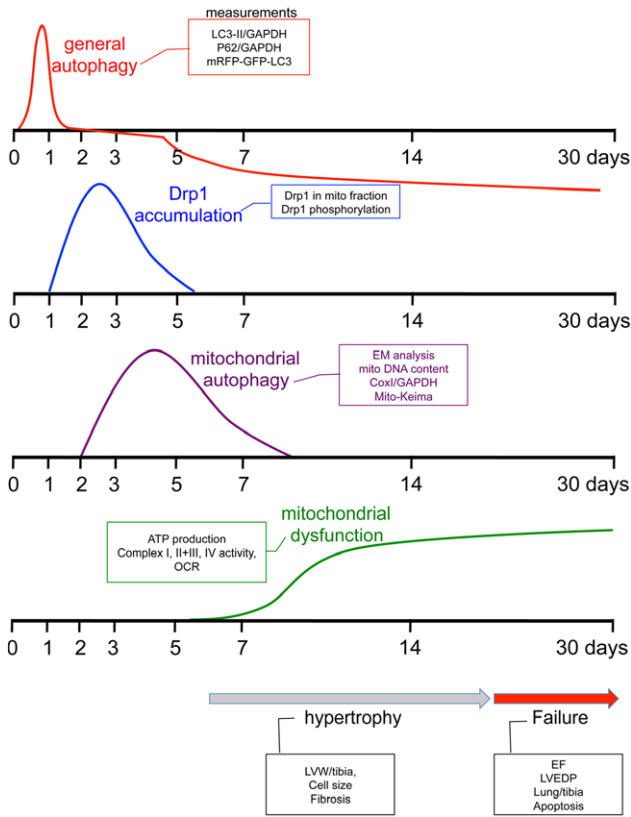 measurements
general
autophagy
LC3-II/GAPDH
P62/GAPDH
mRFP-GFP-LC3
0 1 2 3 5 7 14 30 days
Drp1
accumulation
Drp1 in mito fraction
Drp1 phosphorylation
0 1 2 3 5 7 14 30 days
mitochondrial
autophagy
EM analysis
mito DNA content
CoxI/GAPDH
Mito-Keima
0 1 2 3 5 7 14 30 days
mitochondrial
dysfunction
ATP production
Complex I, II+III, IV activity,
OCR
0 1 2 3 5 7 14 30 days
hypertrophy
Failure
LVW/tibia,
Cell size
Fibrosis
EF
LVEDP
Lung/tibia
Apoptosis